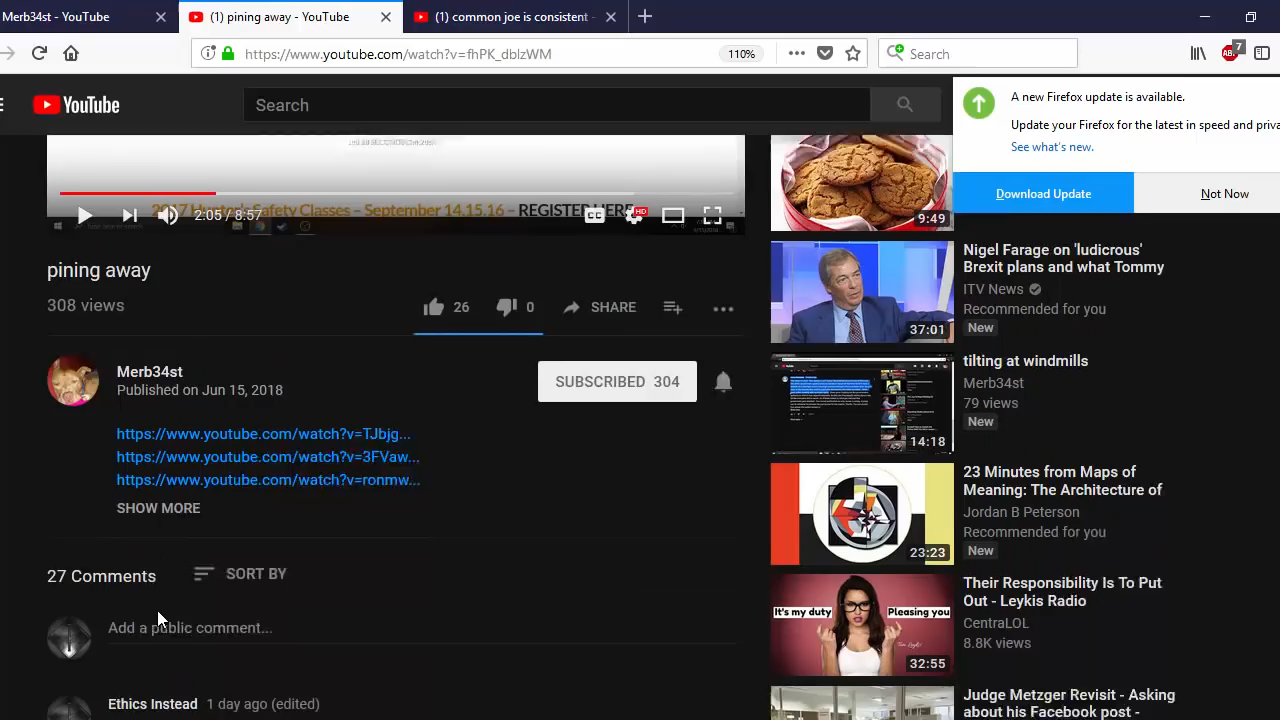 Merb34st - YouTube
(1) pining away - YouTube
(1) common joe is consistent -
https://www.youtube.com/watch?v=fhPK_dblzWM
110%
Search
7
YouTube
Search
A new Firefox update is available.
Update your Firefox for the latest in speed and priva
See what's new.
Download Update
Not Now
2017 Hunter Safety Classes – September 14,15,16 – REGISTER HERE
2:05 / 8:57
CC
HD
9:49
pining away
308 views
26
0
SHARE
Merb34st
Published on Jun 15, 2018
SUBSCRIBED 304
https://www.youtube.com/watch?v=TJbjg...
https://www.youtube.com/watch?v=3FVaw...
https://www.youtube.com/watch?v=ronmw...
SHOW MORE
27 Comments
SORT BY
Add a public comment...
Ethics Instead 1 day ago (edited)
37:01
Nigel Farage on 'ludicrous'
Brexit plans and what Tommy
ITV News
Recommended for you
New
14:18
tilting at windmills
Merb34st
79 views
New
23:23
23 Minutes from Maps of
Meaning: The Architecture of
Jordan B Peterson
Recommended for you
New
It's my duty
Pleasing you
32:55
Their Responsibility Is To Put
Out - Leykis Radio
CentraLOL
8.8K views
Judge Metzger Revisit - Asking
about his Facebook post -